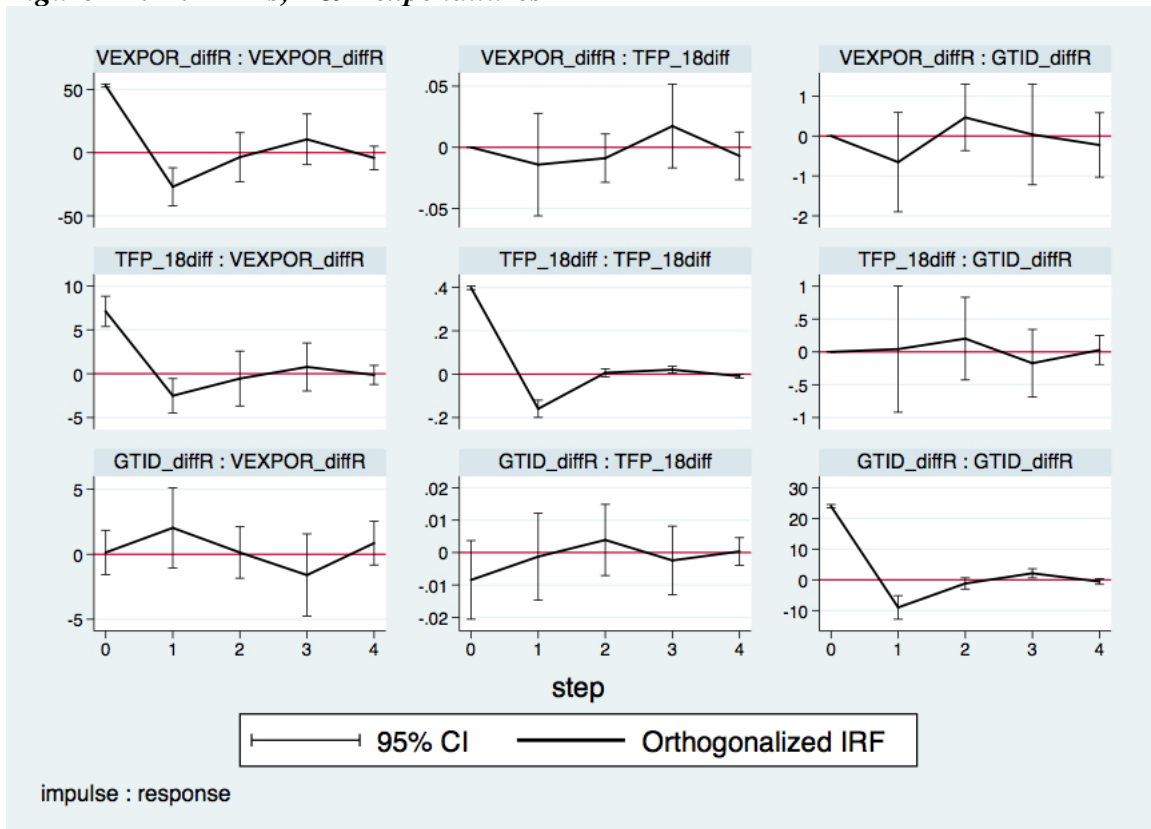 VEXPOR_diffR : VEXPOR_diffR
VEXPOR_diffR : TFP_18diff
VEXPOR_diffR : GTID_diffR
50
0
-50
.05
0
-.05
1
0
-1
-2
TFP_18diff : VEXPOR_diffR
TFP_18diff : TFP_18diff
TFP_18diff : GTID_diffR
10
5
0
-5
.4
.2
0
-.2
1
.5
0
-.5
-1
GTID_diffR : VEXPOR_diffR
GTID_diffR : TFP_18diff
GTID_diffR : GTID_diffR
5
0
-5
.02
.01
0
-.01
-.02
30
20
10
0
-10
0 1 2 3 4
0 1 2 3 4
0 1 2 3 4
step
95% CI
Orthogonalized IRF
impulse : response